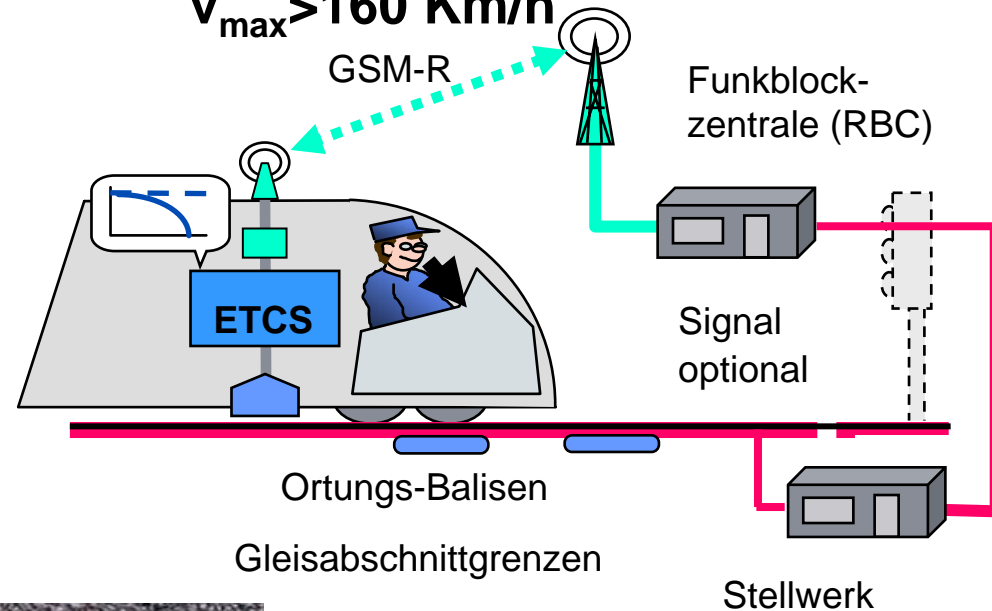 vmax>160 Km/h
GSM-R
Funkblock-
zentrale (RBC)
ETCS
Signal
optional
Ortungs-Balisen
Gleisabschnittgrenzen
Stellwerk